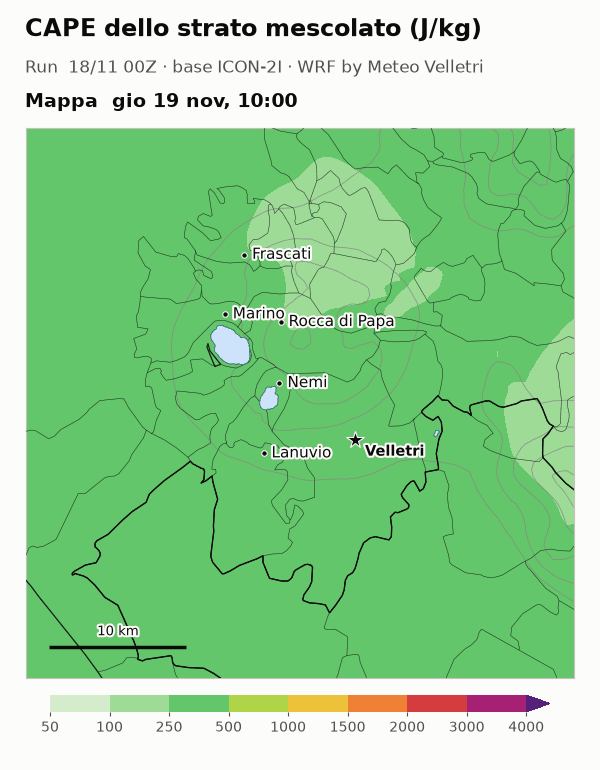 CAPE dello strato mescolato (J/kg)
Run  18/11 00Z · base ICON-2I · WRF by Meteo Velletri
Mappa  gio 19 nov, 10:00
Frascati
Marino
Rocca di Papa
Nemi
Velletri
Lanuvio
10 km
50 100 250 500 1000 1500 2000 3000 4000